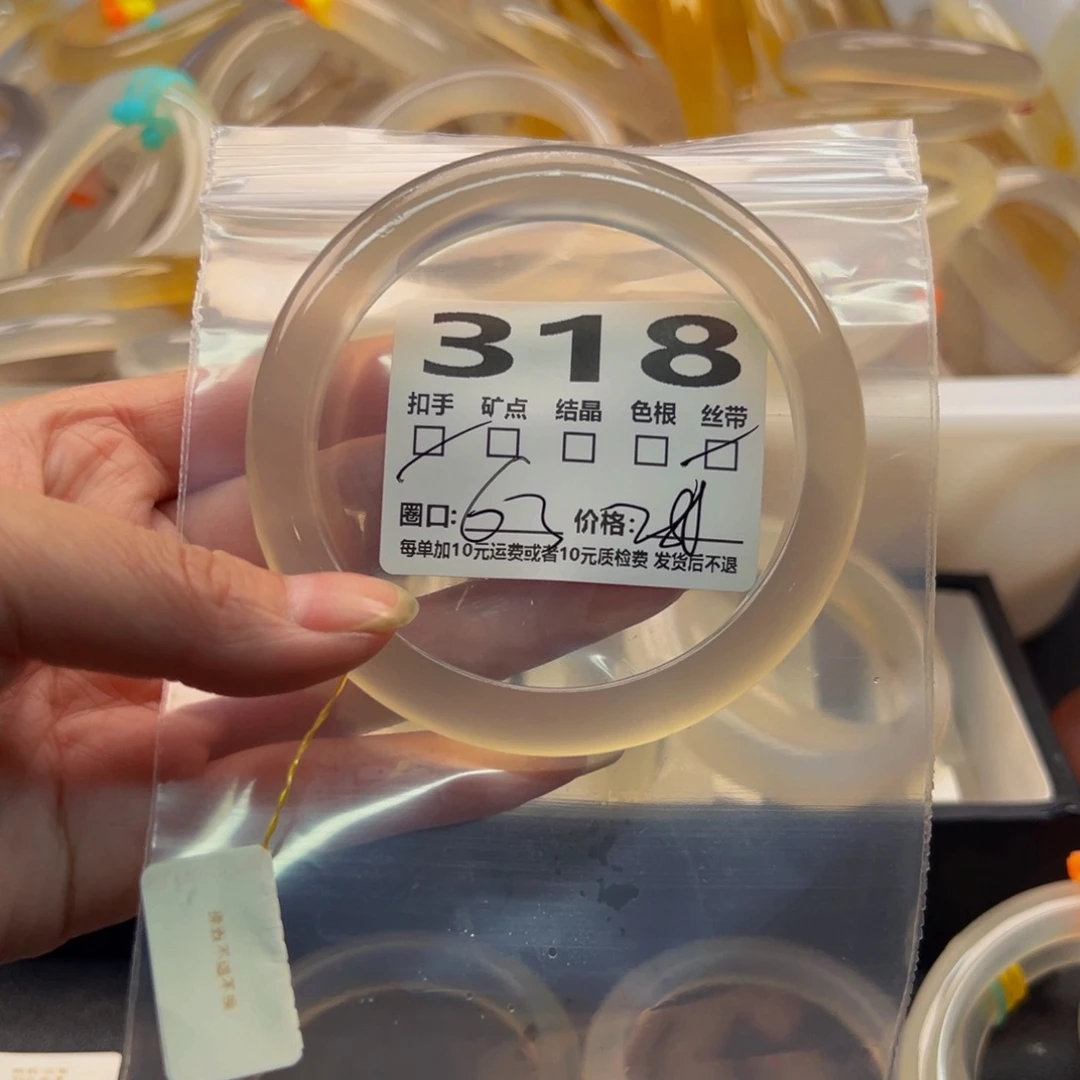 318
扣手 矿点 结晶 色根 丝带
圈口: 62 价格:
每单加10元运费或者10元质检费 发货后不退